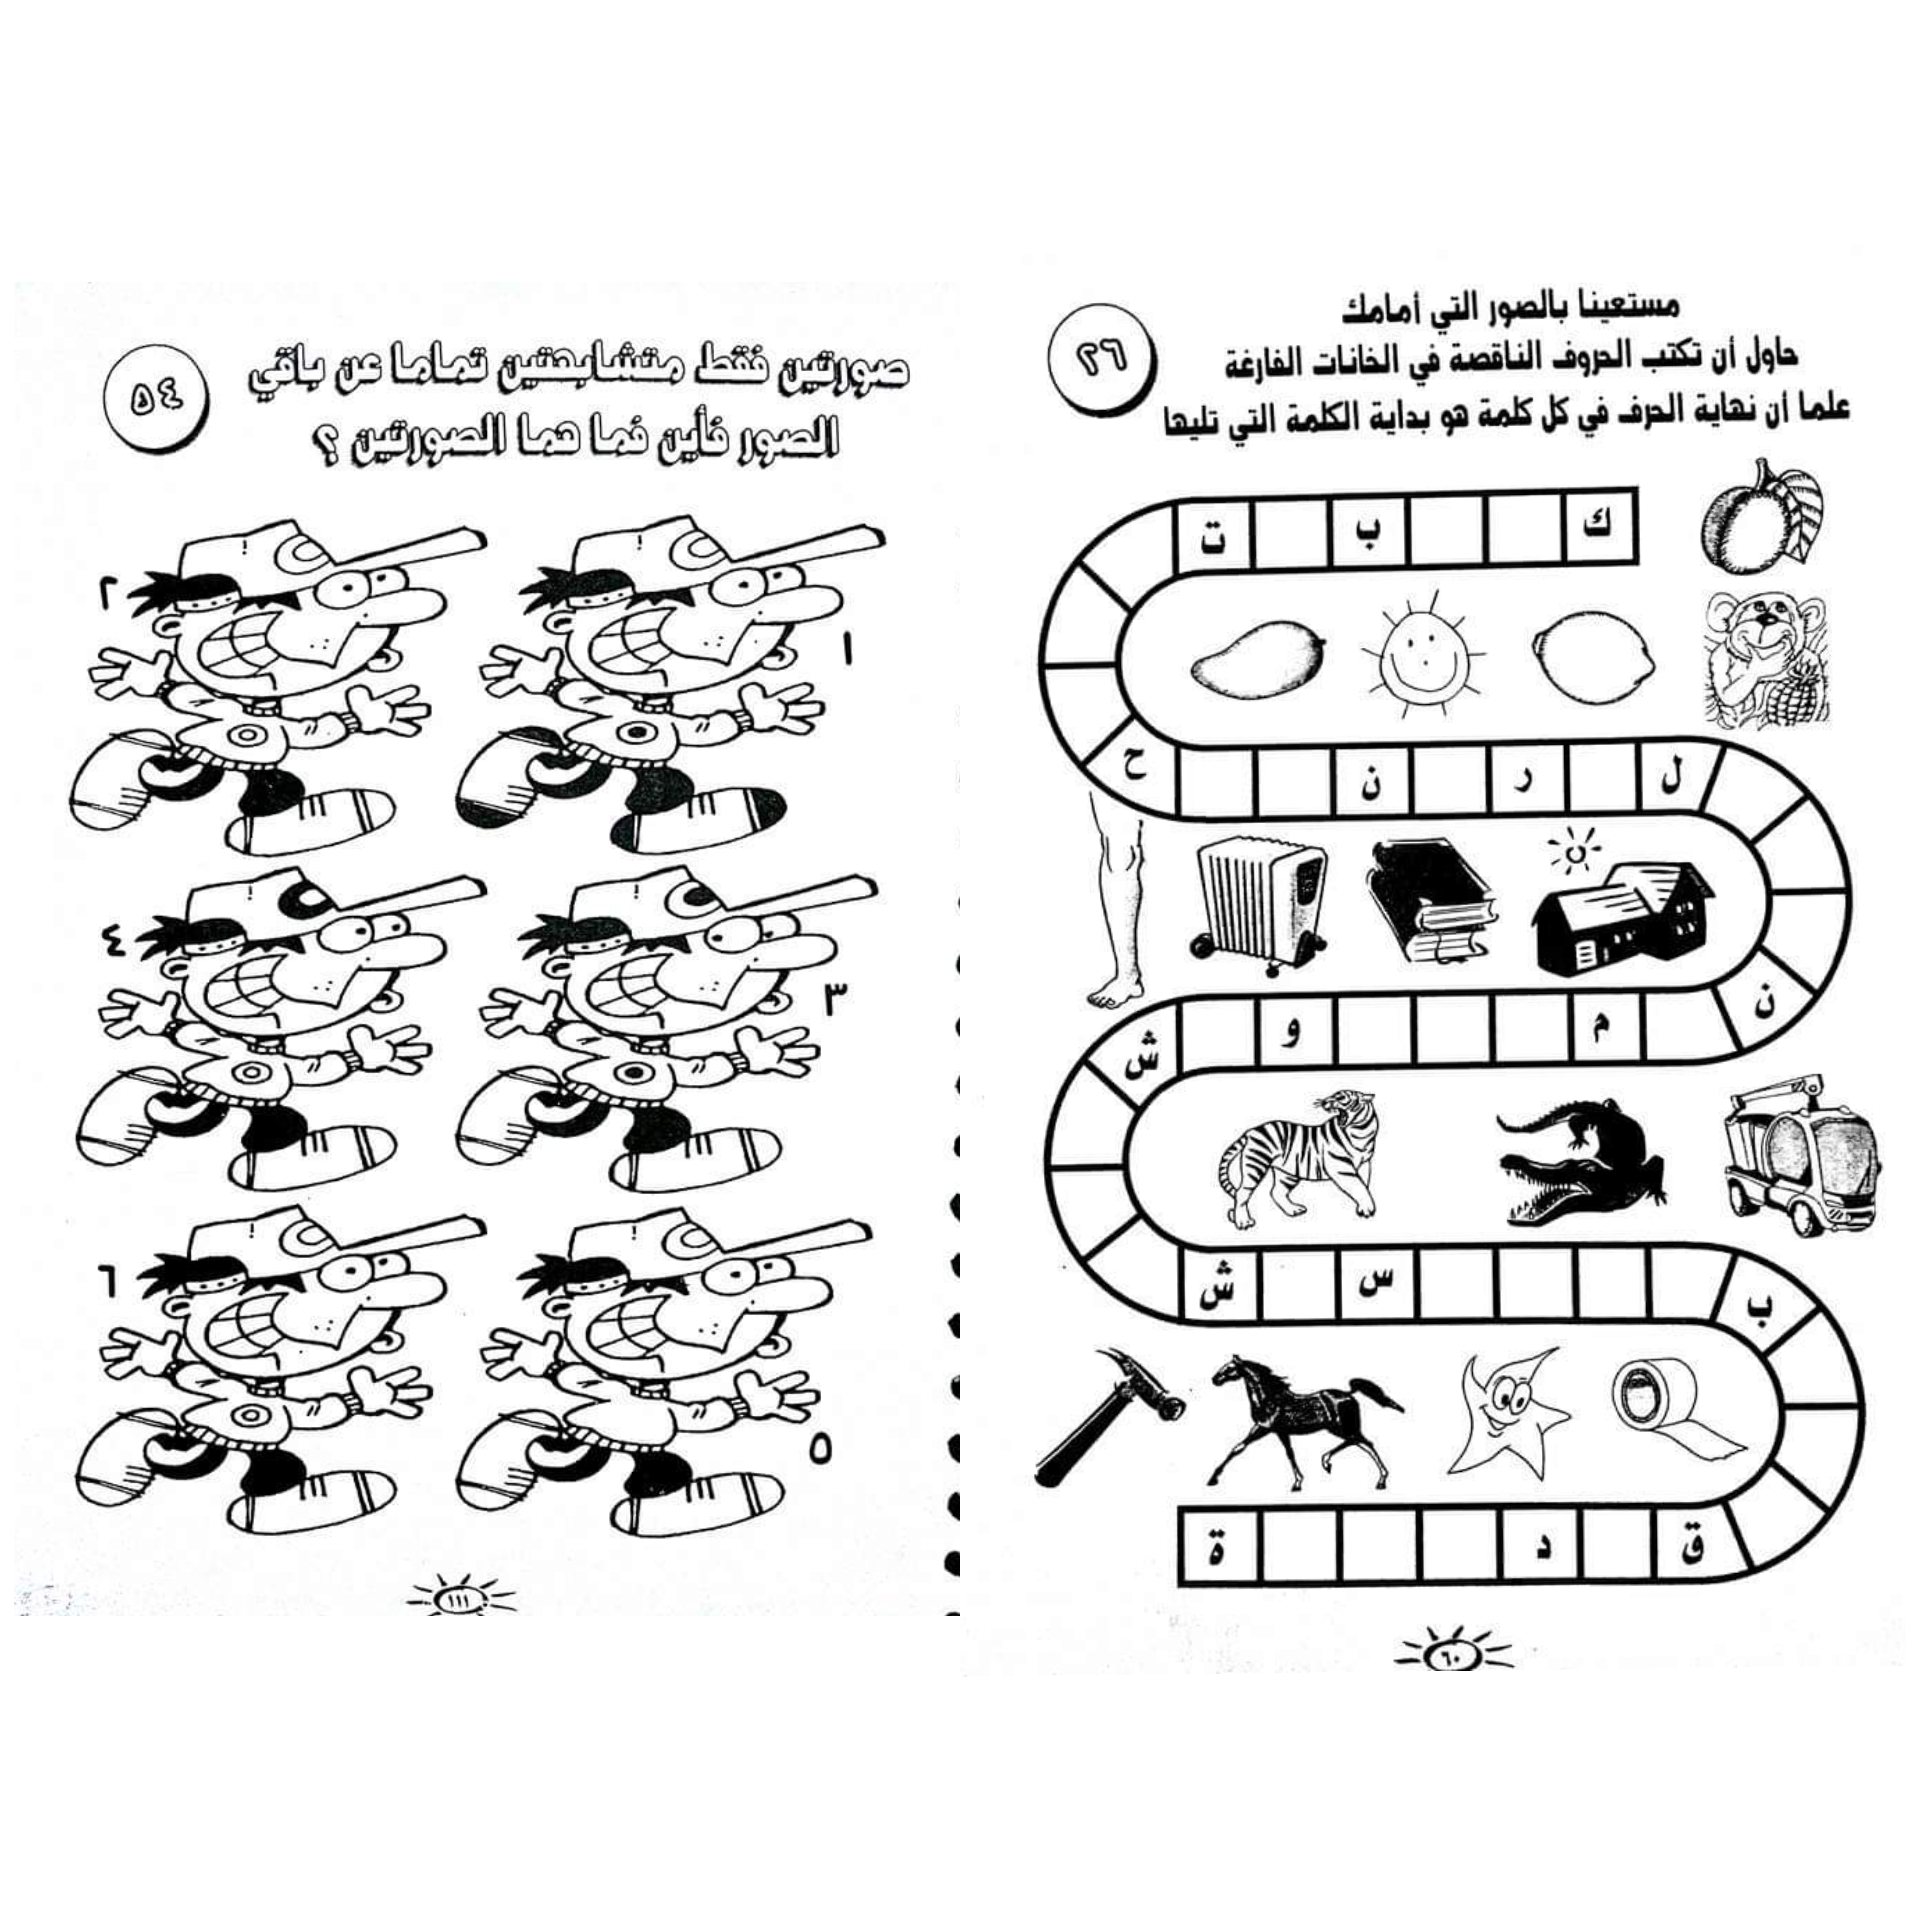 مستعينا بالصور التي أمامك
حاول أن تكتب الحروف الناقصة في الخانات الفارغة
علما أن نهاية الحرف في كل كلمة هو بداية الكلمة التي تليها
٢٦
ك ب ت
ح ن ر ل
ن
م و ش
ش س ب
ق د ة
٦٠
صورتين فقط متشابهتين تماما عن باقي
الصور فأين فما هما الصورتين ؟
٥٤
١
٢
٣
٤
٥
٦
١١١